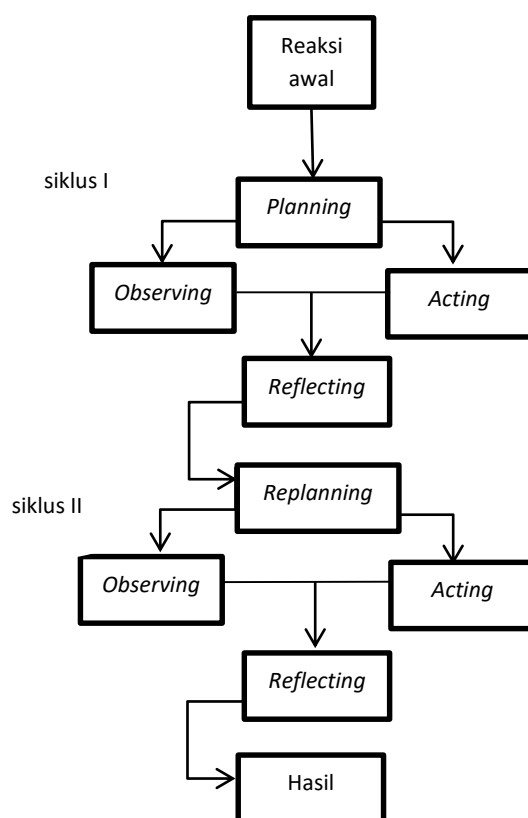 Reaksi
awal
siklus I
Planning
Observing
Acting
Reflecting
Replanning
siklus II
Observing
Acting
Reflecting
Hasil